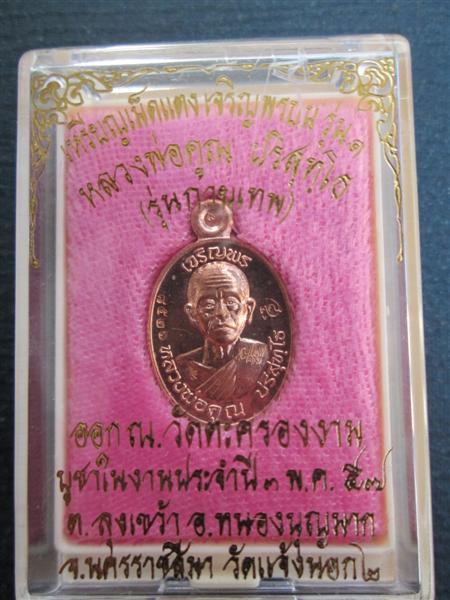 เหรียญเม็ดแตง เจริญพรบน รุ่น ๑
หลวงพ่อคูณ ปริสุทฺโธ
(รุ่นกายเทพ)
เจริญพร
๕๒๑๖ หลวงพ่อคูณ ปริสุทฺโธ
ออก ณ. วัดตะครองงาม
บูชาในงานประจำปี ๓ พ.ค. ๕๗
ต. ลุงเขว้า อ. หนองบุญมาก
จ. นครราชสีมา วัดแจ้งนอก ๒